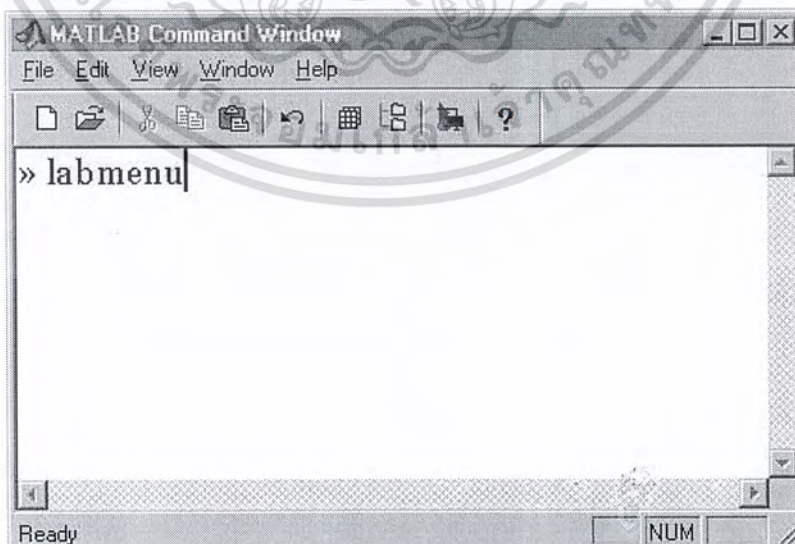 MATLAB Command Window
File Edit View Window Help
?
» labmenu
Ready
NUM